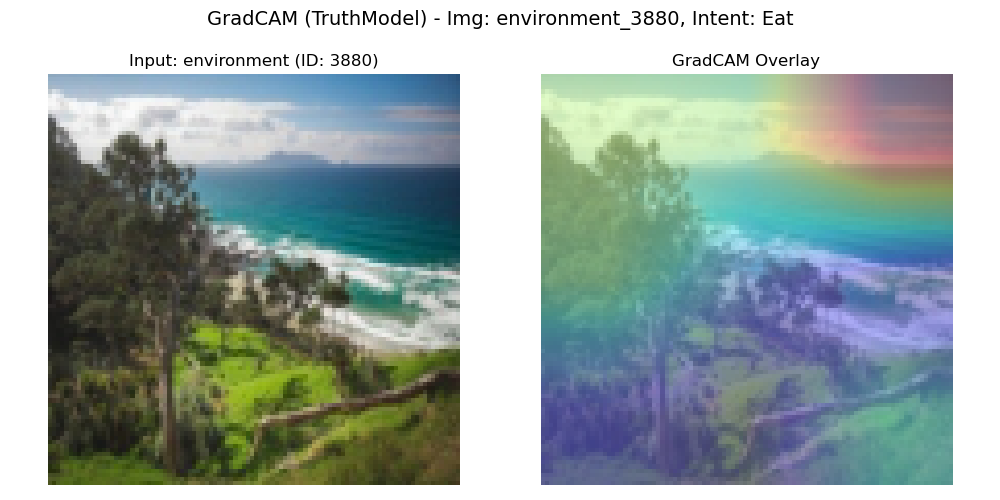 GradCAM (TruthModel) - Img: environment_3880, Intent: Eat
Input: environment (ID: 3880)
GradCAM Overlay